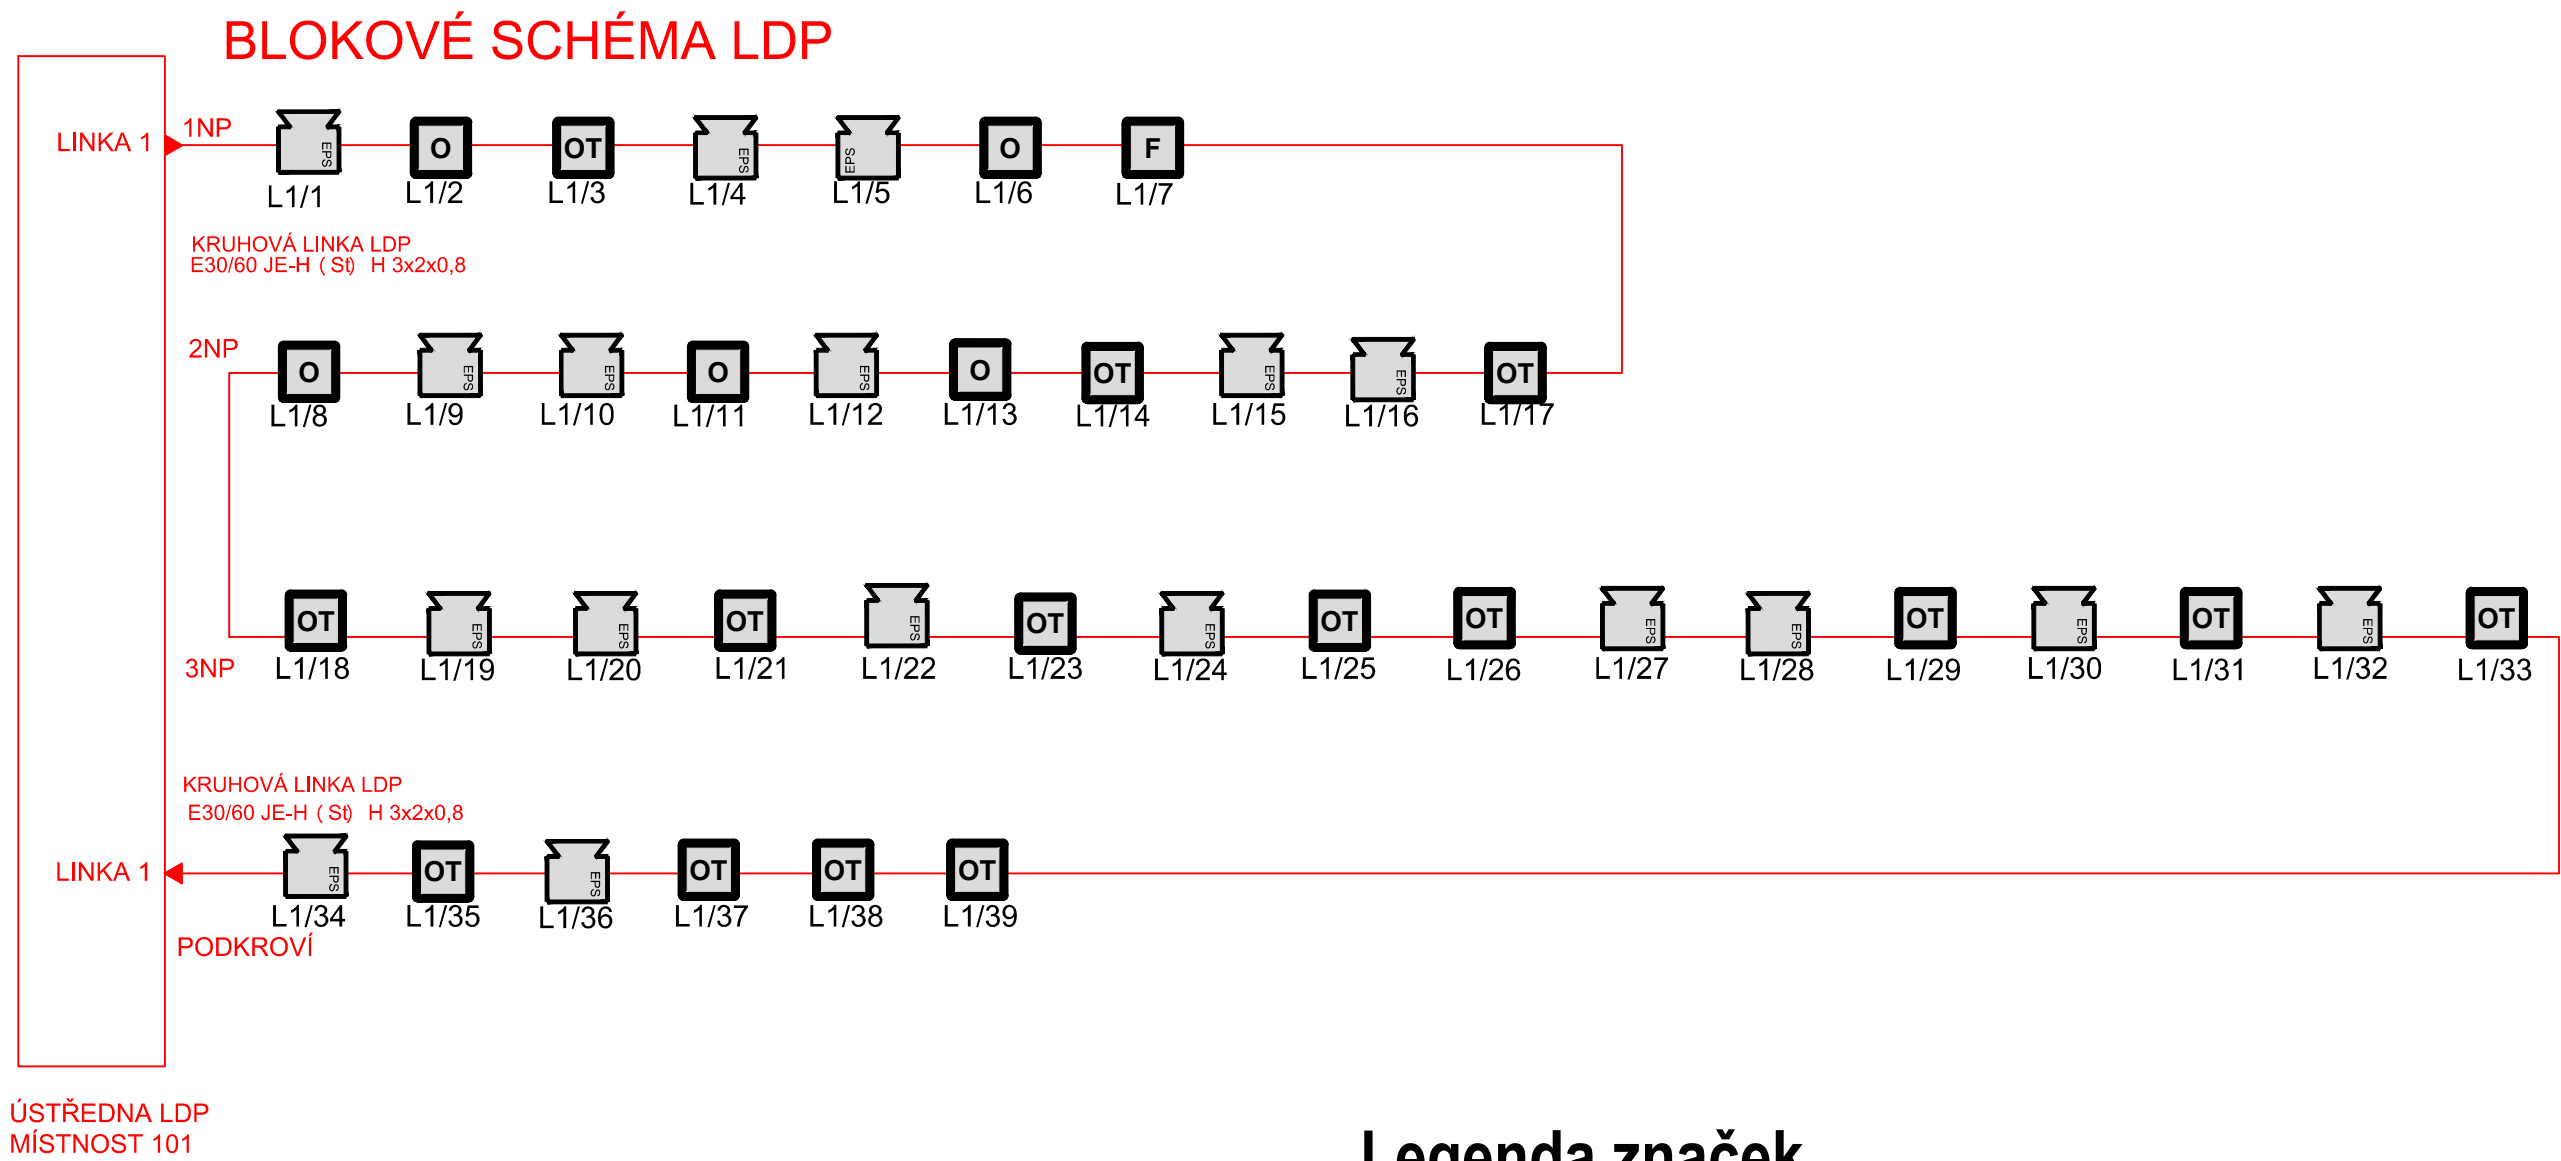 BLOKOVÉ SCHÉMA LDP
LINKA 1
1NP
EPS
O
OT
EPS
EPS
O
F
L1/1
L1/2
L1/3
L1/4
L1/5
L1/6
L1/7
KRUHOVÁ LINKA LDP
E30/60 JE-H ( St) H 3x2x0,8
2NP
O
EPS
EPS
O
EPS
O
OT
EPS
EPS
OT
L1/8
L1/9
L1/10
L1/11
L1/12
L1/13
L1/14
L1/15
L1/16
L1/17
OT
EPS
EPS
OT
EPS
OT
EPS
OT
OT
EPS
EPS
OT
EPS
OT
EPS
OT
3NP
L1/18
L1/19
L1/20
L1/21
L1/22
L1/23
L1/24
L1/25
L1/26
L1/27
L1/28
L1/29
L1/30
L1/31
L1/32
L1/33
KRUHOVÁ LINKA LDP
E30/60 JE-H ( St) H 3x2x0,8
LINKA 1
EPS
OT
EPS
OT
OT
OT
L1/34
L1/35
L1/36
L1/37
L1/38
L1/39
PODKROVÍ
ÚSTŘEDNA LDP
MÍSTNOST 101
Legenda značek